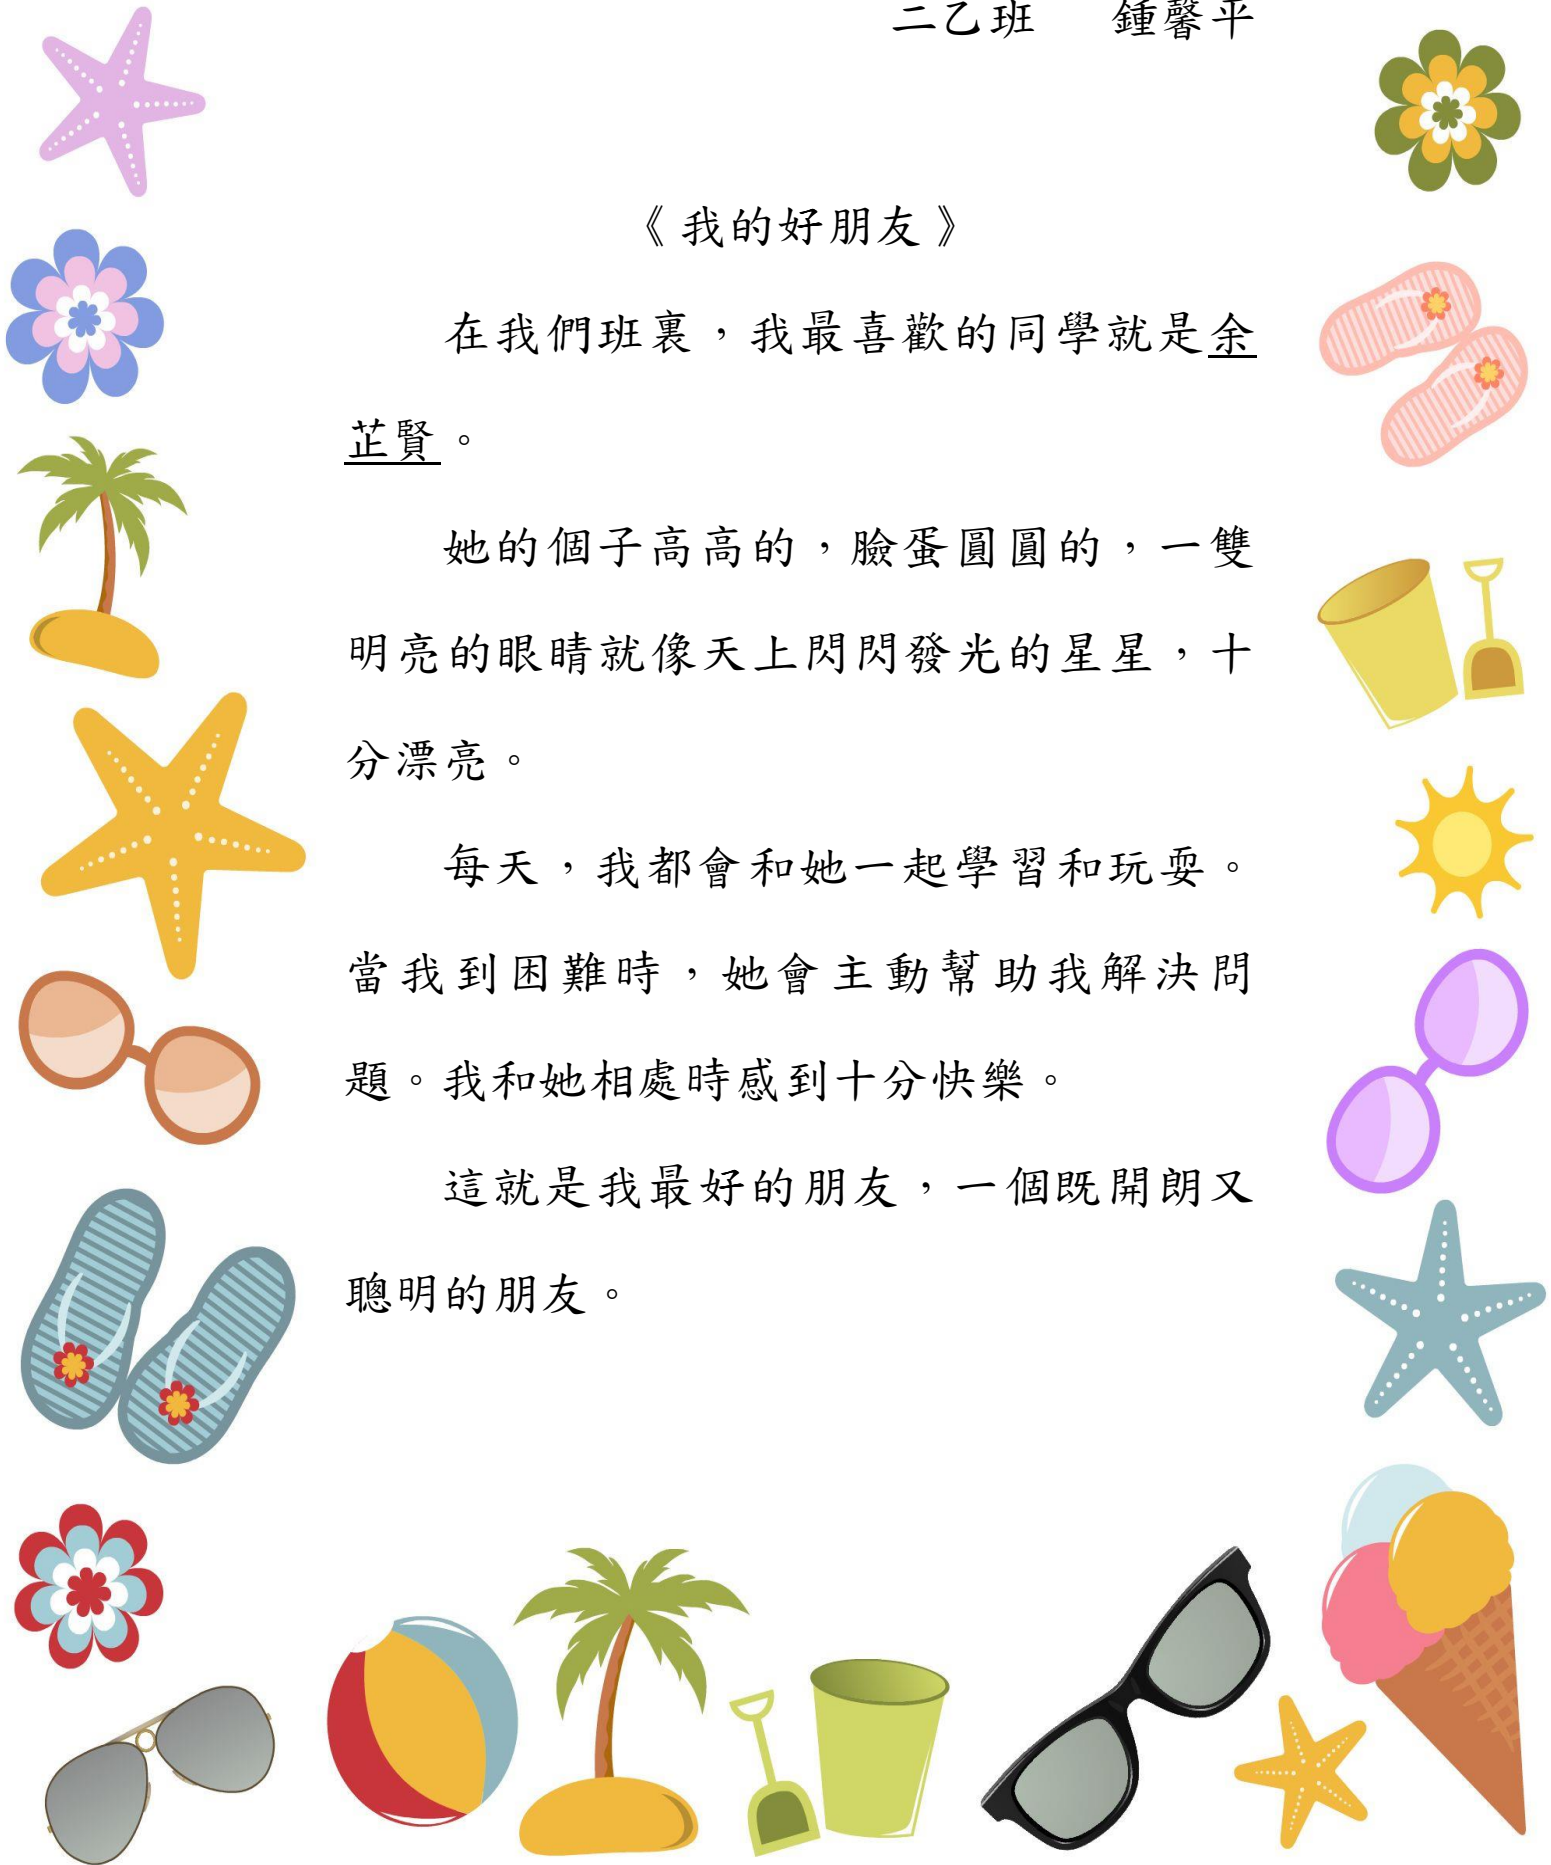 二乙班 鍾馨平
《我的好朋友》
在我們班裏，我最喜歡的同學就是余
芷賢。
她的個子高高的，臉蛋圓圓的，一雙
明亮的眼睛就像天上閃閃發光的星星，十
分漂亮。
每天，我都會和她一起學習和玩耍。
當我到困難時，她會主動幫助我解決問
題。我和她相處時感到十分快樂。
這就是我最好的朋友，一個既開朗又
聰明的朋友。